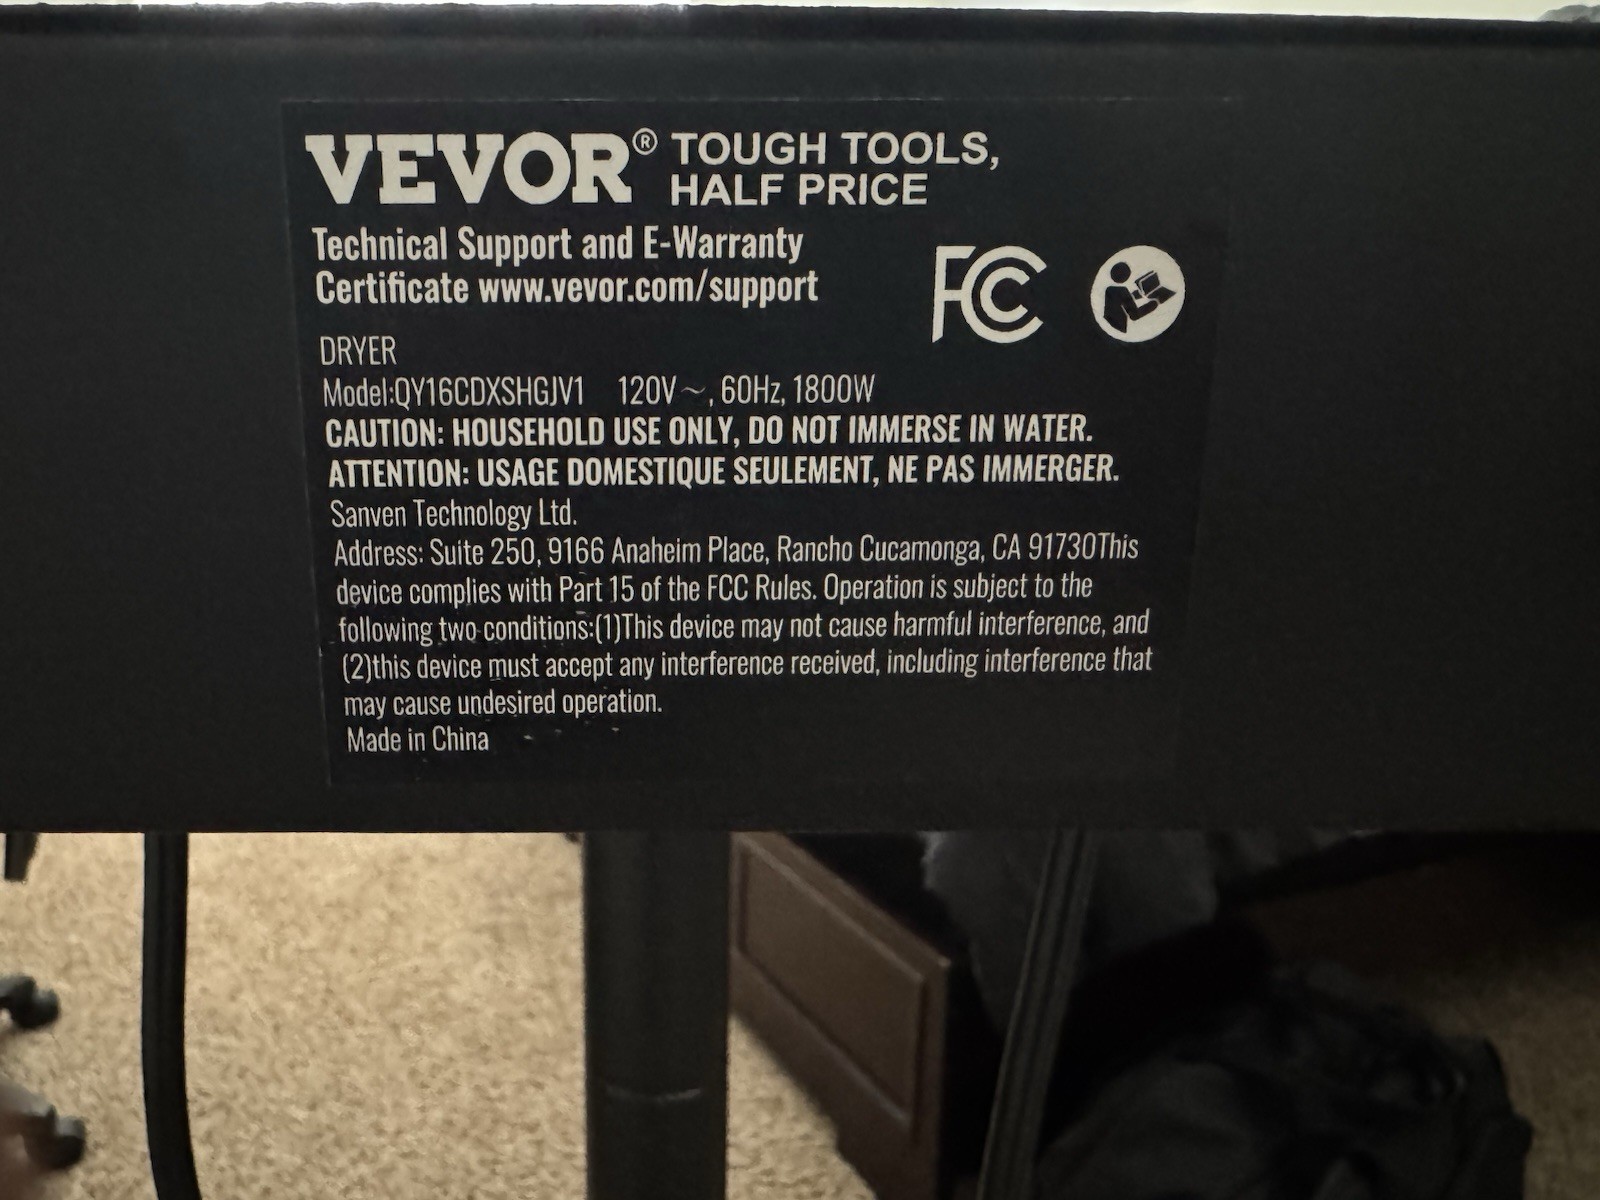 VEVOR® TOUGH TOOLS,
HALF PRICE
Technical Support and E-Warranty
Certificate www.vevor.com/support
FCC
DRYER
Model:QY16CDXSHGJV1 120V~, 60Hz, 1800W
CAUTION: HOUSEHOLD USE ONLY, DO NOT IMMERSE IN WATER.
ATTENTION: USAGE DOMESTIQUE SEULEMENT, NE PAS IMMERGER.
Sanven Technology Ltd.
Address: Suite 250, 9166 Anaheim Place, Rancho Cucamonga, CA 91730This
device complies with Part 15 of the FCC Rules. Operation is subject to the
following two conditions:(1)This device may not cause harmful interference, and
(2)this device must accept any interference received, including interference that
may cause undesired operation.
Made in China